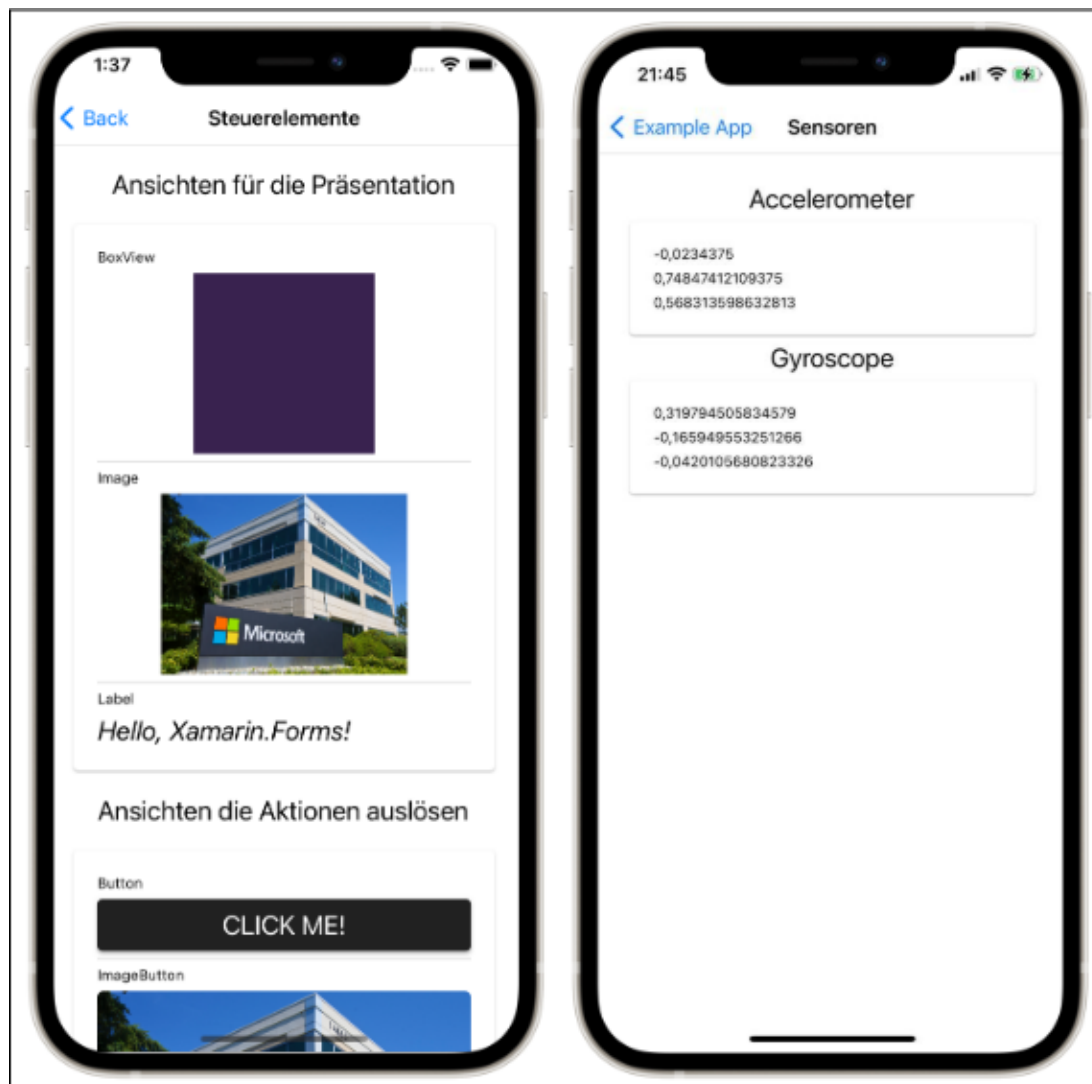 1:37
Back
Steuerelemente
Ansichten für die Präsentation
BoxView
Image
Microsoft
Label
Hello, Xamarin.Forms!
Ansichten die Aktionen auslösen
Button
CLICK ME!
ImageButton
21:45
Example App
Sensoren
Accelerometer
-0,0234375
0,74847412109375
0,568313598632813
Gyroscope
0,319794505834579
-0,165949553251266
-0,0420105680823326